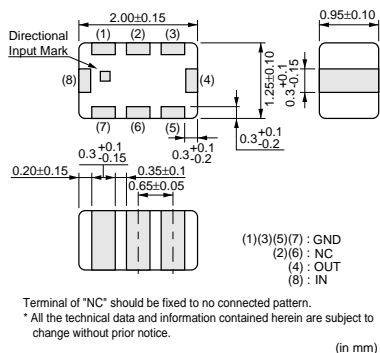 2.00±0.15
0.95±0.10
Directional
Input Mark
(1) (2) (3)
(8)
(4)
(7) (6) (5)
1.25±0.10
0.3+0.1-0.15
0.3+0.1-0.2
0.3+0.1-0.2
0.3+0.1-0.15
0.20±0.15
0.35±0.1
0.65±0.05
(1)(3)(5)(7) : GND
(2)(6) : NC
(4) : OUT
(8) : IN
Terminal of "NC" should be fixed to no connected pattern.
* All the technical data and information contained herein are subject to
change without prior notice.
(in mm)